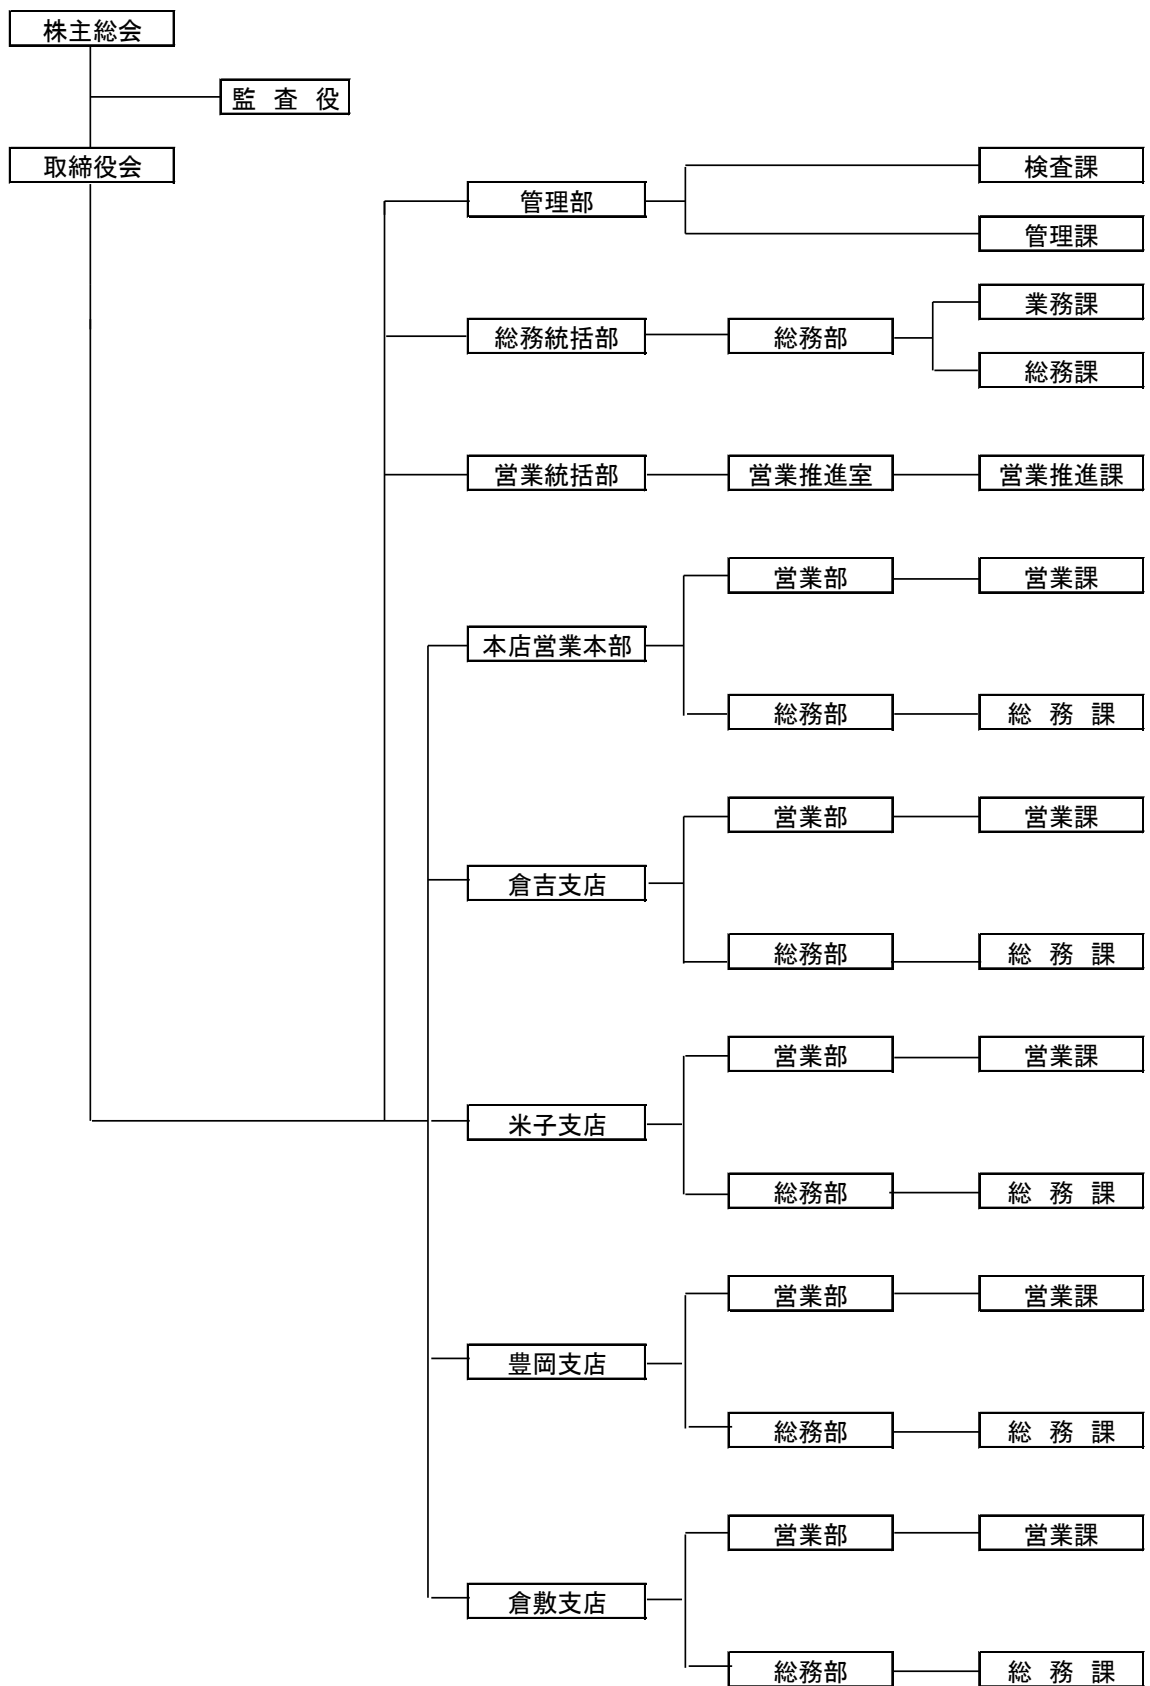 株主総会
監 査 役
取締役会
検査課
管理部
管理課
業務課
総務統括部
総務部
総務課
営業統括部
営業推進室
営業推進課
営業部
営業課
本店営業本部
総務部
総 務 課
営業部
営業課
倉吉支店
総務部
総 務 課
営業部
営業課
米子支店
総務部
総 務 課
営業部
営業課
豊岡支店
総務部
総 務 課
営業部
営業課
倉敷支店
総務部
総 務 課